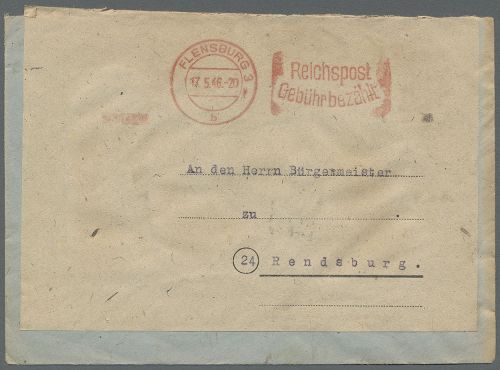 FLENSBURG 3
17.5.46.-20
b
Reichspost
Gebühr bezahlt
An den Herrn Bürgermeister
zu
(24) Rendsburg.